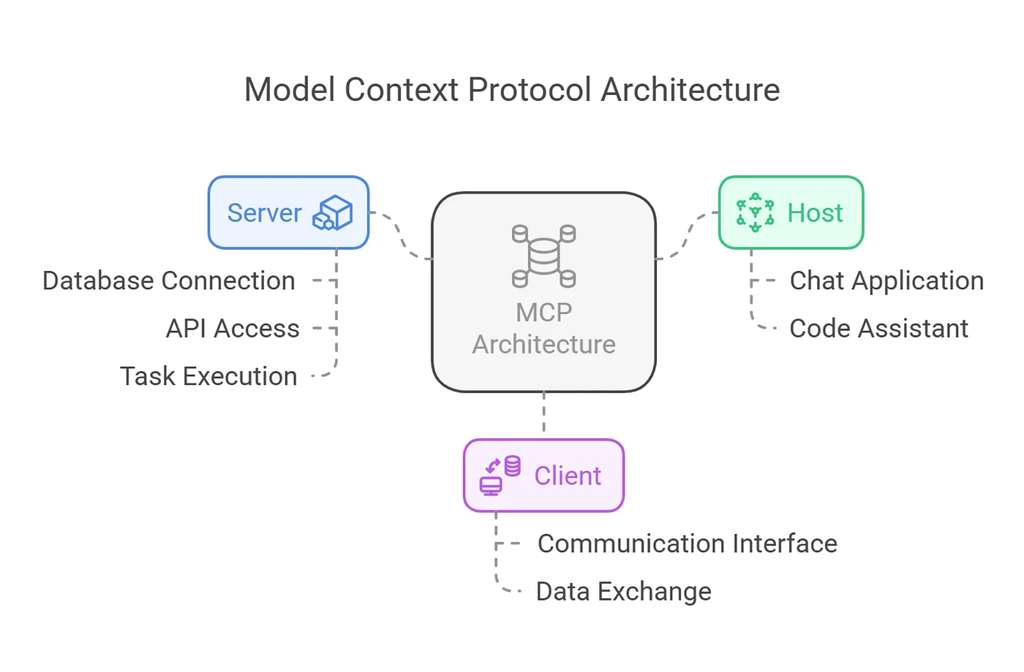 Model Context Protocol Architecture
Server
Database Connection
API Access
Task Execution
MCP
Architecture
Host
Chat Application
Code Assistant
Client
Communication Interface
Data Exchange